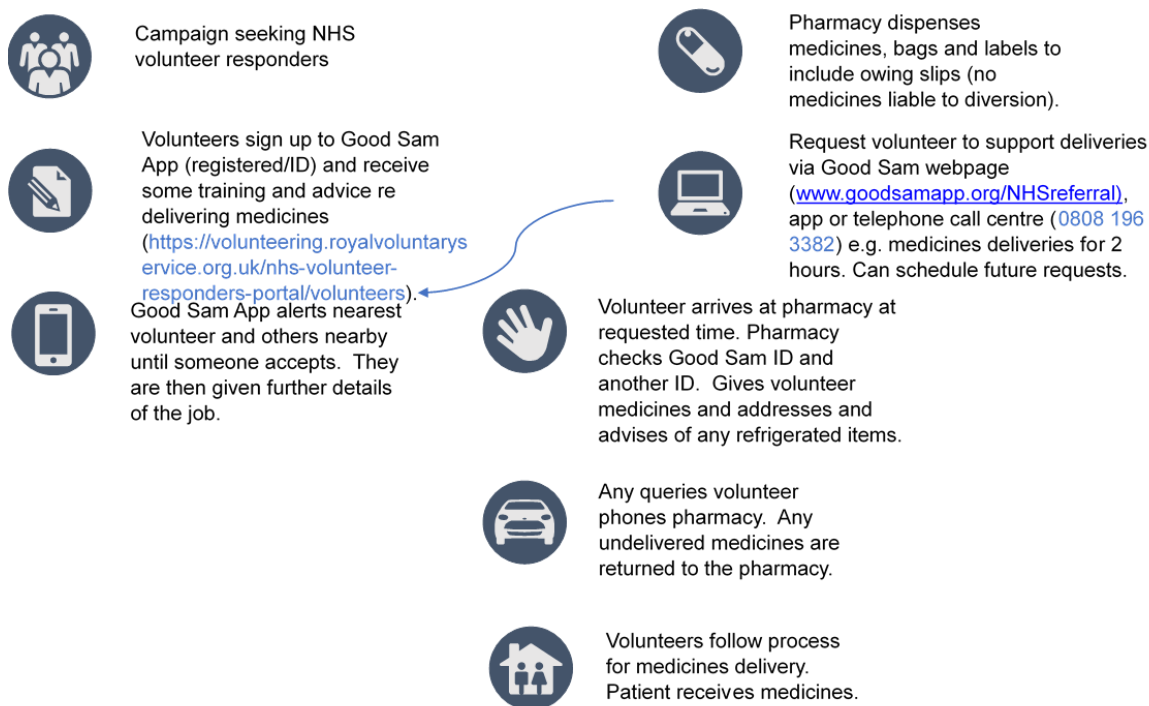 Campaign seeking NHS
volunteer responders
Volunteers sign up to Good Sam
App (registered/ID) and receive
some training and advice re
delivering medicines
(https://volunteering.royalvoluntarys
ervice.org.uk/nhs-volunteer-
responders-portal/volunteers).
Good Sam App alerts nearest
volunteer and others nearby
until someone accepts.  They
are then given further details
of the job.
Pharmacy dispenses
medicines, bags and labels to
include owing slips (no
medicines liable to diversion).
Request volunteer to support deliveries
via Good Sam webpage
(www.goodsamapp.org/NHSreferral),
app or telephone call centre (0808 196
3382) e.g. medicines deliveries for 2
hours. Can schedule future requests.
Volunteer arrives at pharmacy at
requested time. Pharmacy
checks Good Sam ID and
another ID.  Gives volunteer
medicines and addresses and
advises of any refrigerated items.
Any queries volunteer
phones pharmacy.  Any
undelivered medicines are
returned to the pharmacy.
Volunteers follow process
for medicines delivery.
Patient receives medicines.